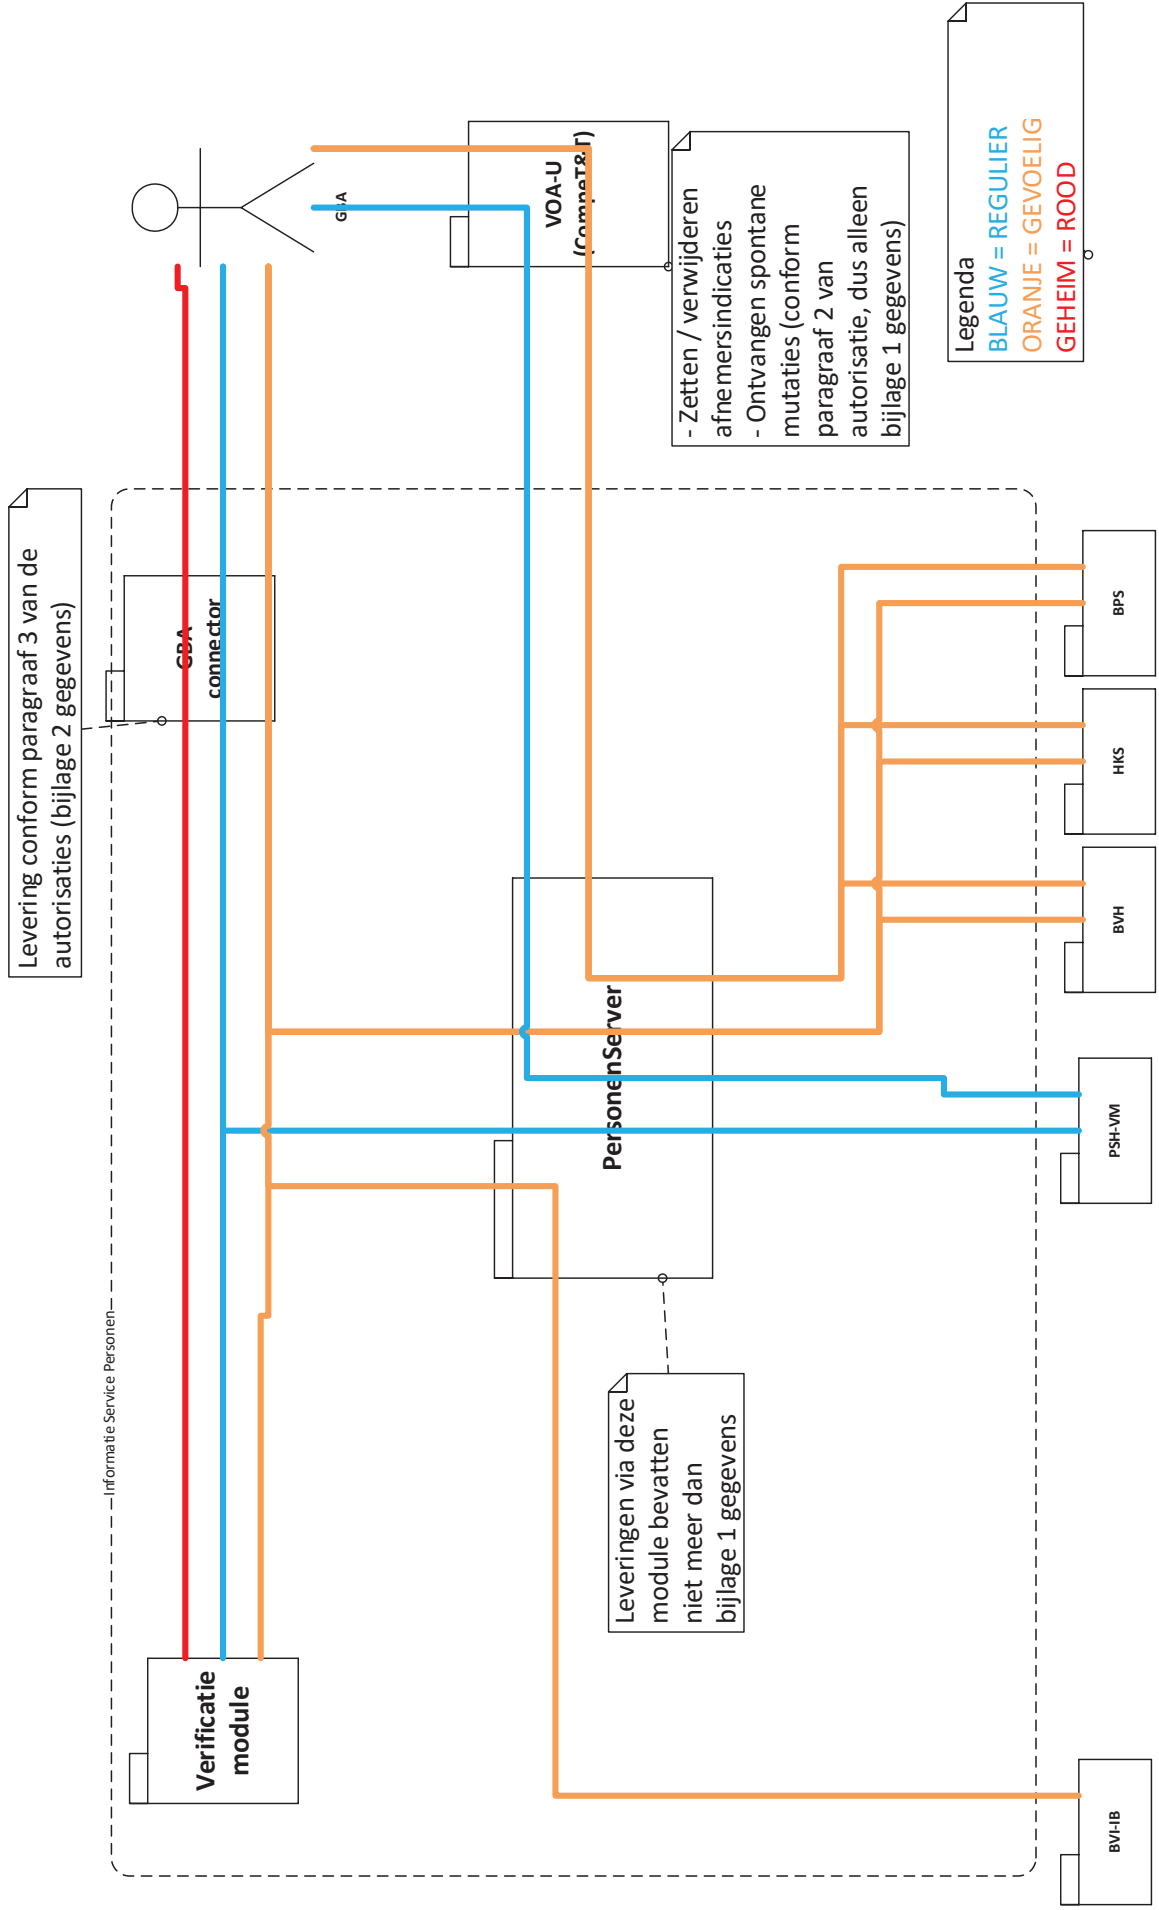 Levering conform paragraaf 3 van de
autorisaties (bijlage 2 gegevens)
Informatie Service Personen
Verificatie
module
GBA
connector
GBA
PersonenServer
VOA-U
(CompeT&T)
Leveringen via deze
module bevatten
niet meer dan
bijlage 1 gegevens
- Zetten / verwijderen
afnemersindicaties
- Ontvangen spontane
mutaties (conform
paragraaf 2 van
autorisatie, dus alleen
bijlage 1 gegevens)
BVI-IB
PSH-VM
BVH
HKS
BPS
Legenda
BLAUW = REGULIER
ORANJE = GEVOELIG
GEHEIM = ROOD